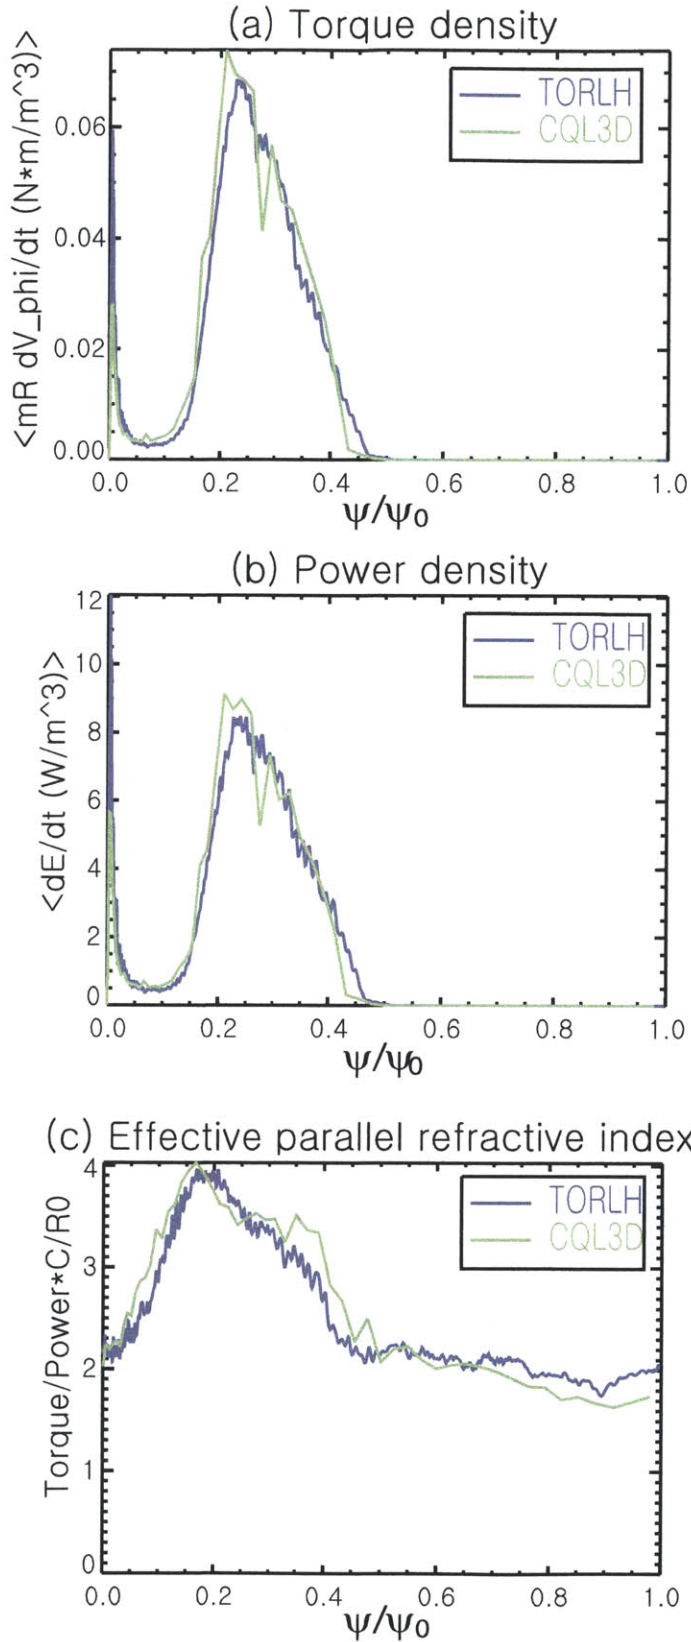 (a) Torque density
<mR dV_phi/dt (N*m/m^3)>
0.06
0.04
0.02
0.00
TORLH
CQL3D
0.0 0.2 0.4 0.6 0.8 1.0
ψ/ψ0
(b) Power density
<dE/dt (W/m^3)>
12
10
8
6
4
2
0
TORLH
CQL3D
0.0 0.2 0.4 0.6 0.8 1.0
ψ/ψ0
(c) Effective parallel refractive index
Torque/Power*C/R0
4
3
2
1
0
TORLH
CQL3D
0.0 0.2 0.4 0.6 0.8 1.0
ψ/ψ0